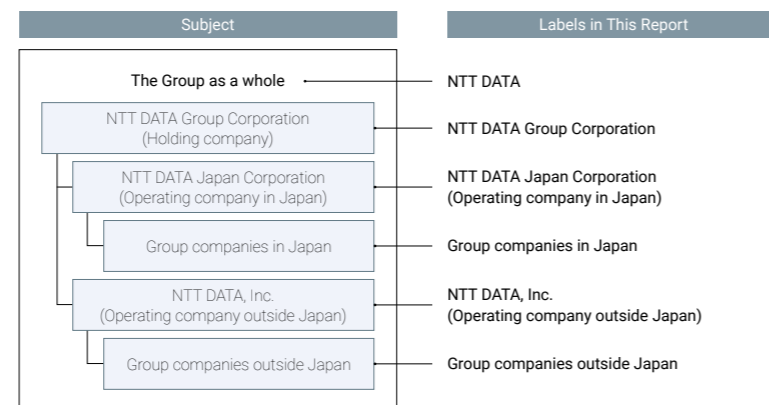 Subject
Labels in This Report
The Group as a whole
NTT DATA
NTT DATA Group Corporation
(Holding company)
NTT DATA Group Corporation
NTT DATA Japan Corporation
(Operating company in Japan)
NTT DATA Japan Corporation
(Operating company in Japan)
Group companies in Japan
Group companies in Japan
NTT DATA, Inc.
(Operating company outside Japan)
NTT DATA, Inc.
(Operating company outside Japan)
Group companies outside Japan
Group companies outside Japan